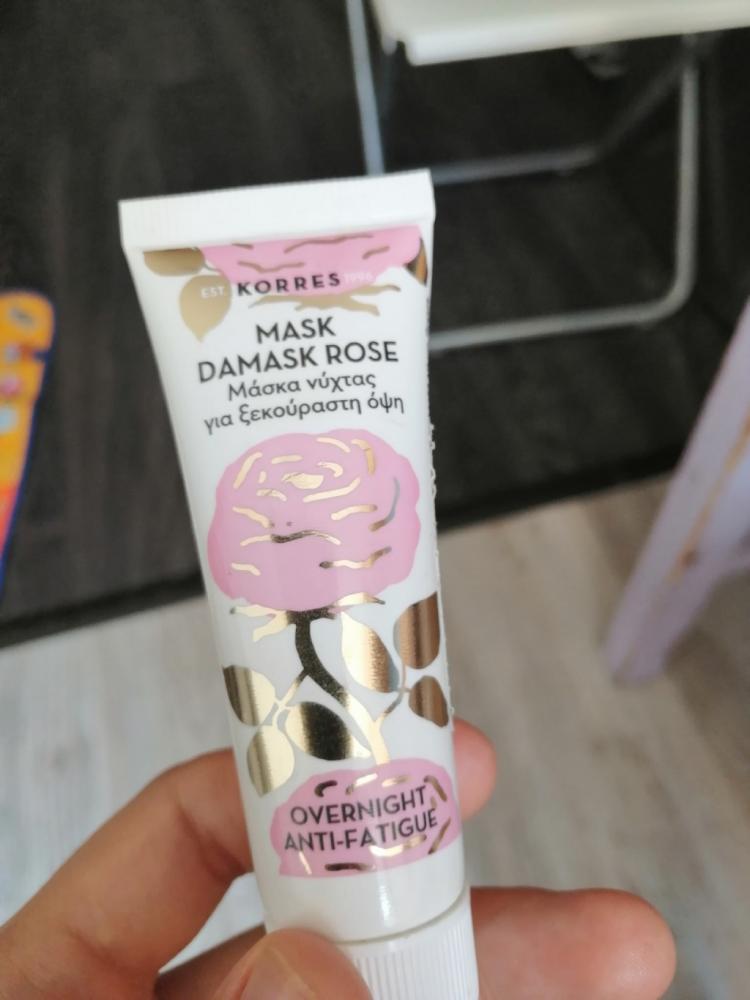 EST. KORRES 1996
MASK
DAMASK ROSE
Μάσκα νύχτας
για ξεκούραστη όψη
OVERNIGHT
ANTI-FATIGUE